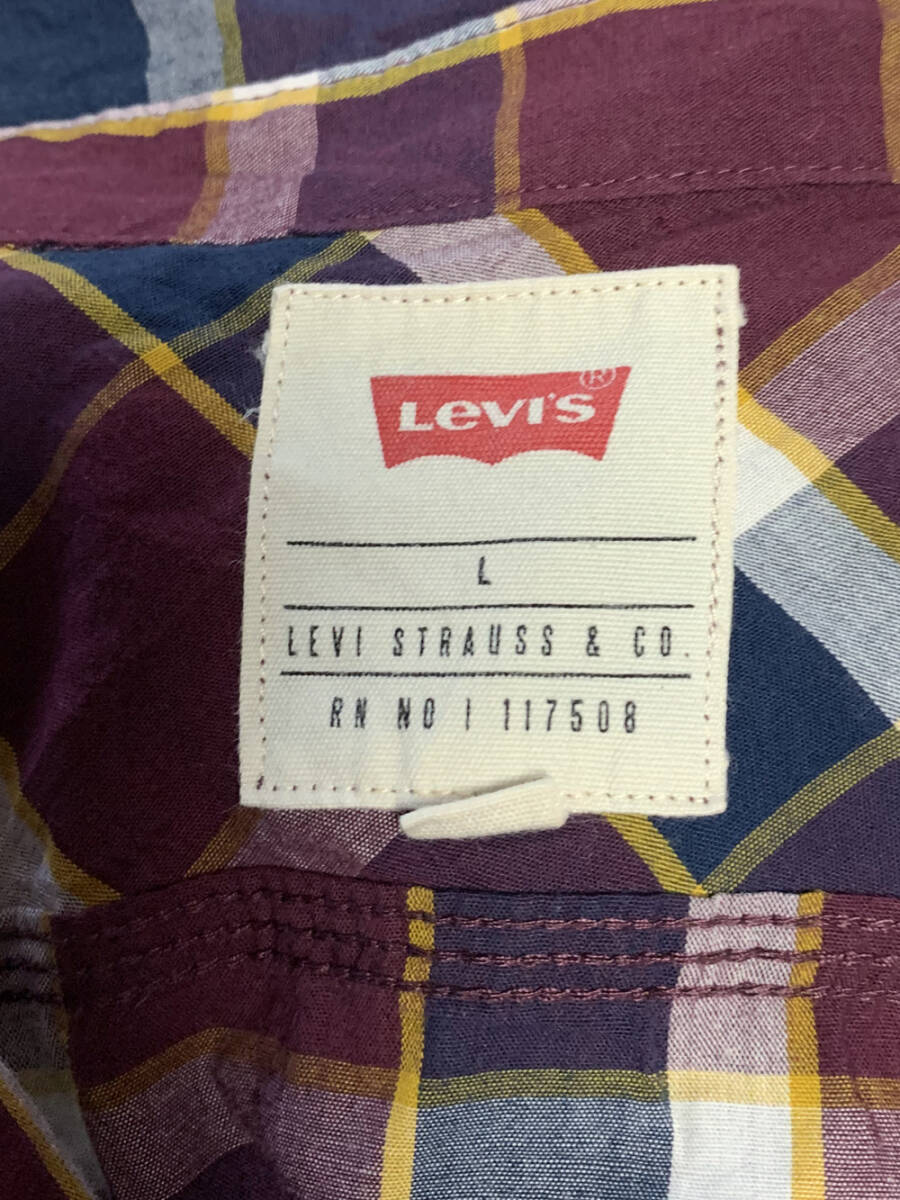 LEVI'S®
L
LEVI STRAUSS & CO.
RN NO | 117508